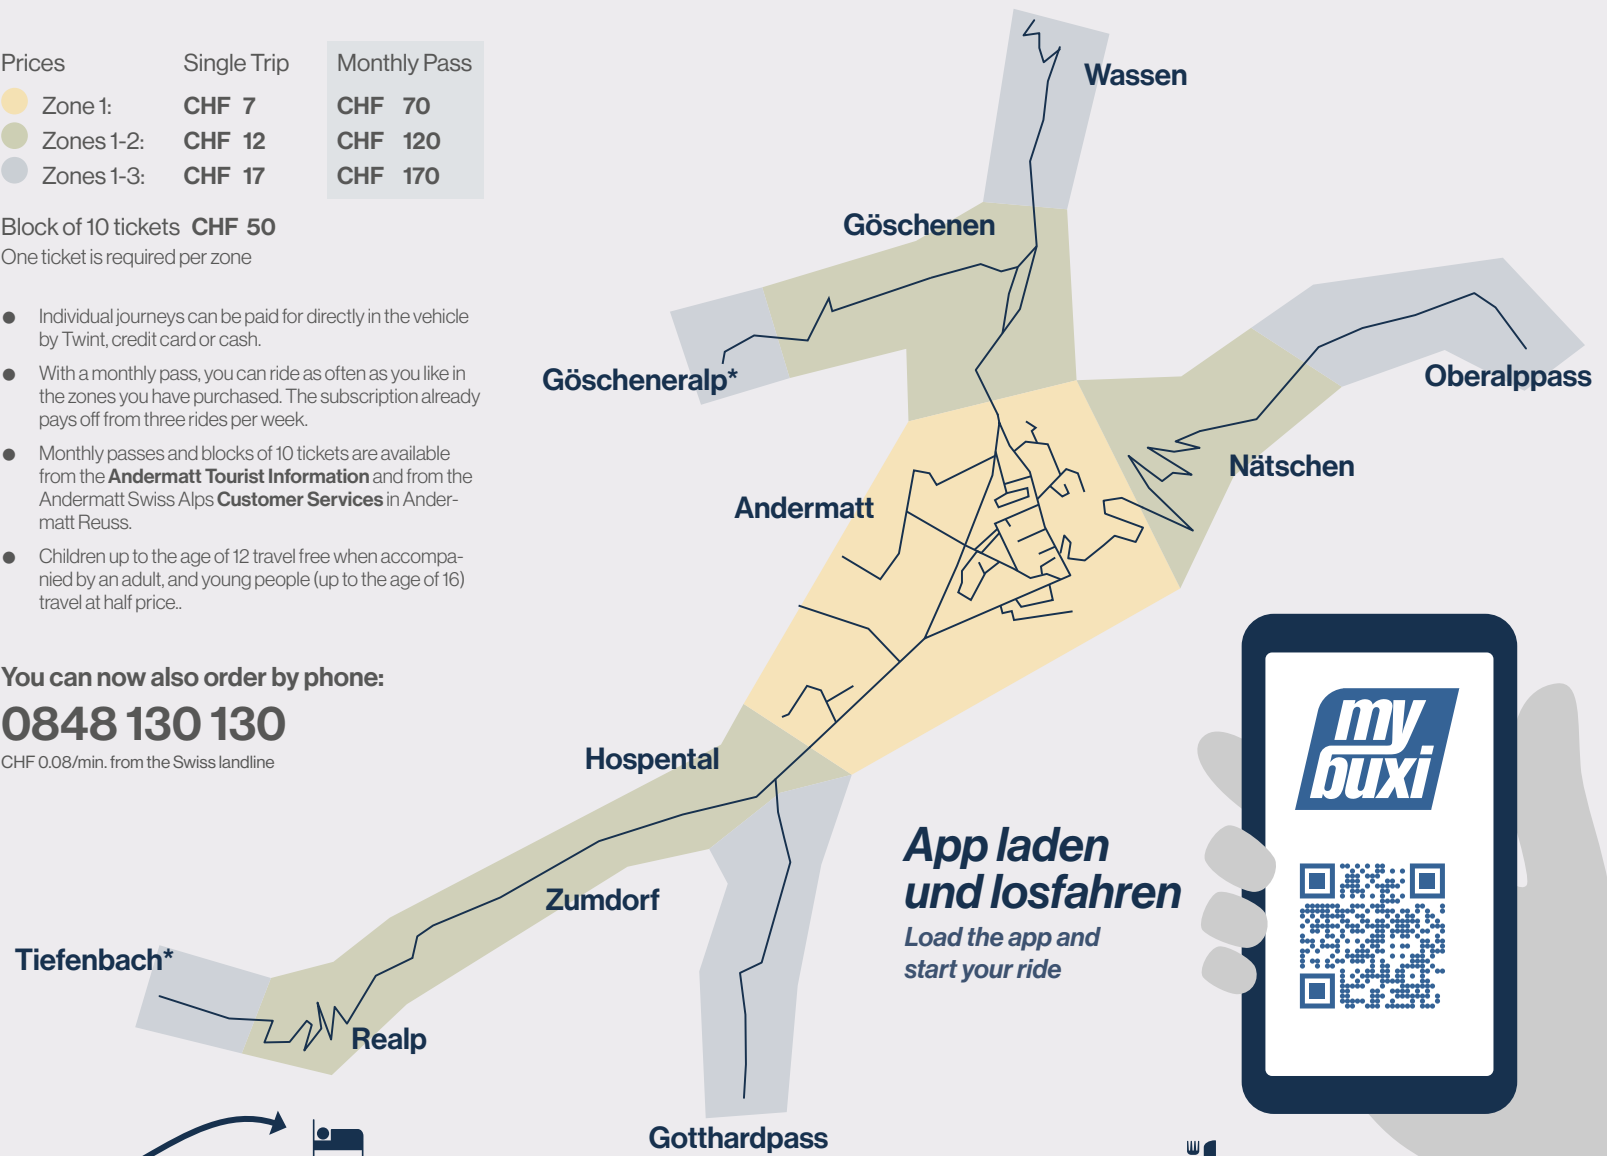 Prices Single Trip Monthly Pass
Zone 1: CHF 7 CHF 70
Zones 1-2: CHF 12 CHF 120
Zones 1-3: CHF 17 CHF 170
Block of 10 tickets CHF 50
One ticket is required per zone
● Individual journeys can be paid for directly in the vehicle
by Twint, credit card or cash.
● With a monthly pass, you can ride as often as you like in
the zones you have purchased. The subscription already
pays off from three rides per week.
● Monthly passes and blocks of 10 tickets are available
from the Andermatt Tourist Information and from the
Andermatt Swiss Alps Customer Services in Ander-
matt Reuss.
● Children up to the age of 12 travel free when accompa-
nied by an adult, and young people (up to the age of 16)
travel at half price..
You can now also order by phone:
0848 130 130
CHF 0.08/min. from the Swiss landline
Wassen
Göschenen
Göscheneralp*
Oberalppass
Nätschen
Andermatt
Hospental
Zumdorf
Tiefenbach*
Realp
Gotthardpass
App laden
und losfahren
Load the app and
start your ride
my
buxi